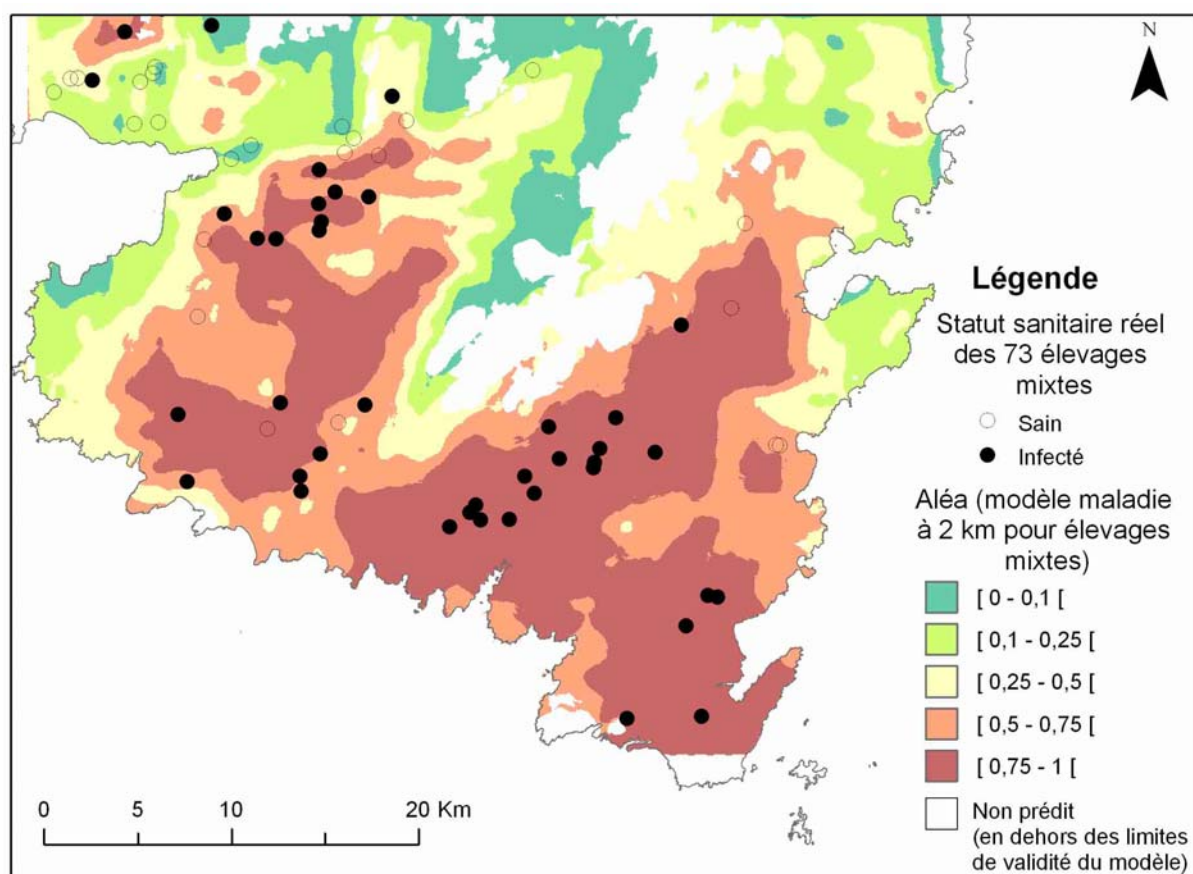 N
Légende
Statut sanitaire réel
des 73 élevages
mixtes
Sain
Infecté
Aléa (modèle maladie
à 2 km pour élevages
mixtes)
[ 0 - 0,1 [
[ 0,1 - 0,25 [
[ 0,25 - 0,5 [
[ 0,5 - 0,75 [
[ 0,75 - 1 [
Non prédit
(en dehors des limites
de validité du modèle)
0 5 10 20 Km